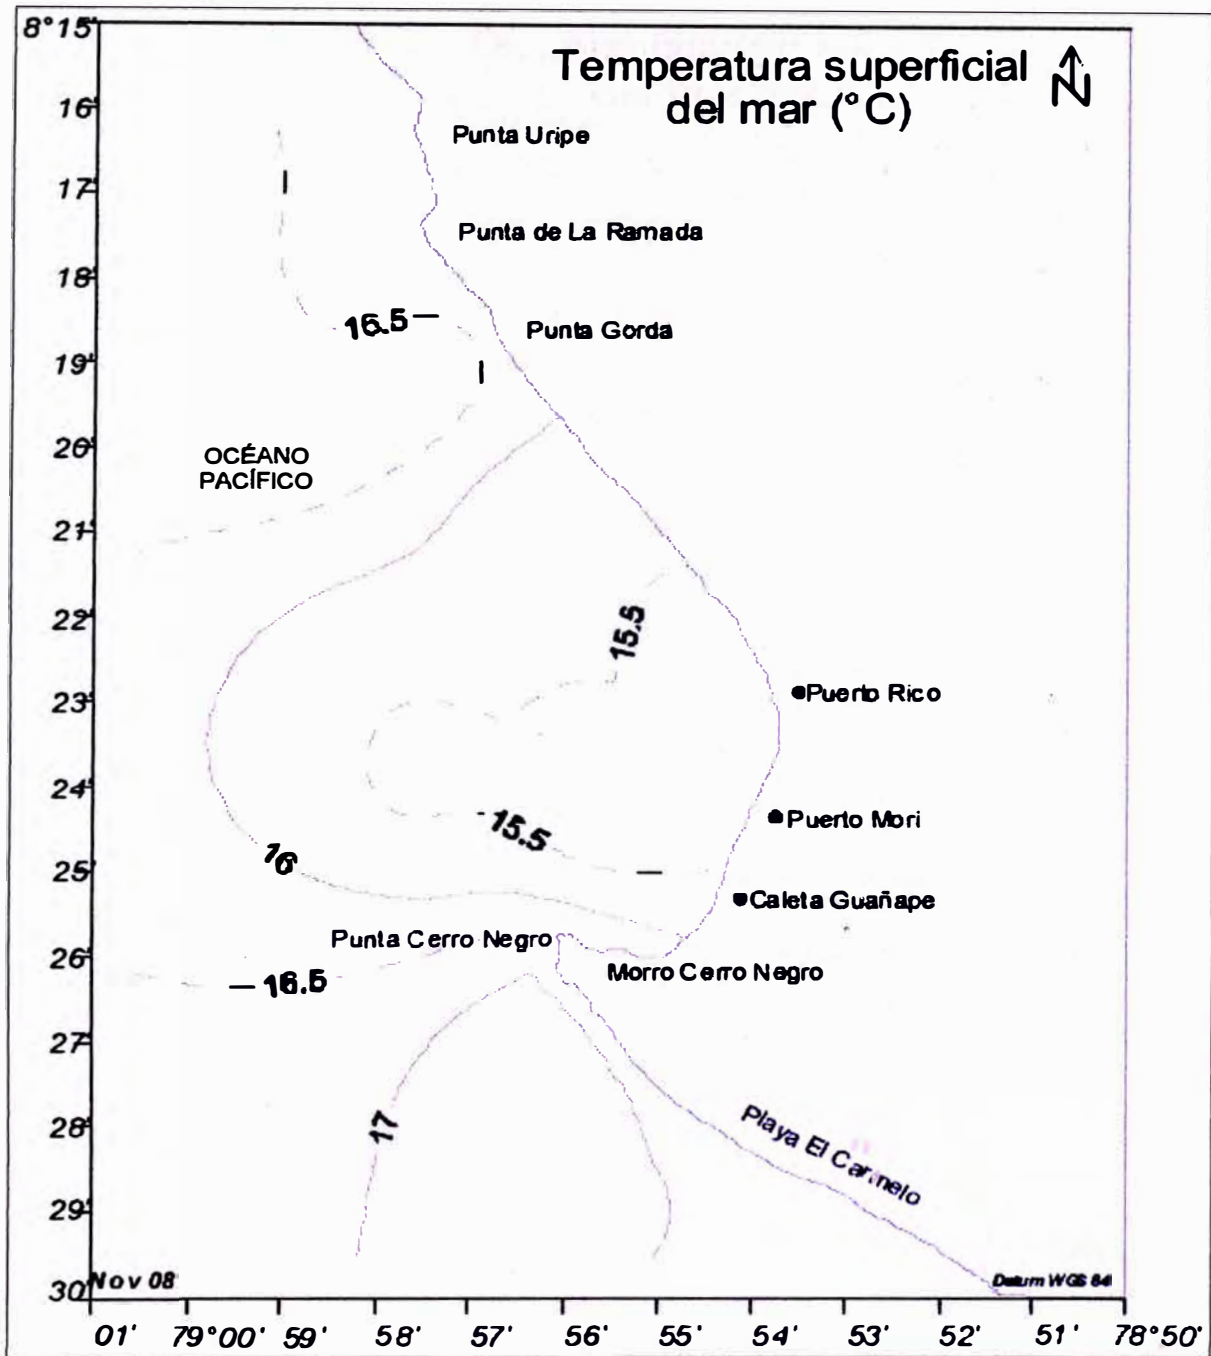 8°15'
Temperatura superficial
del mar (°C)
N
16'
Punta Uripe
17'
Punta de La Ramada
18'
16.5
Punta Gorda
19'
20'
OCÉANO
PACÍFICO
21'
22'
15.5
23'
Puerto Rico
24'
15.5
Puerto Mori
16
25'
Caleta Guañape
Punta Cerro Negro
26'
16.5
Morro Cerro Negro
27'
17
28'
Playa El Carmelo
29'
30'
Nov 08
Datum WGS 84
01' 79°00' 59' 58' 57' 56' 55' 54' 53' 52' 51' 78°50'